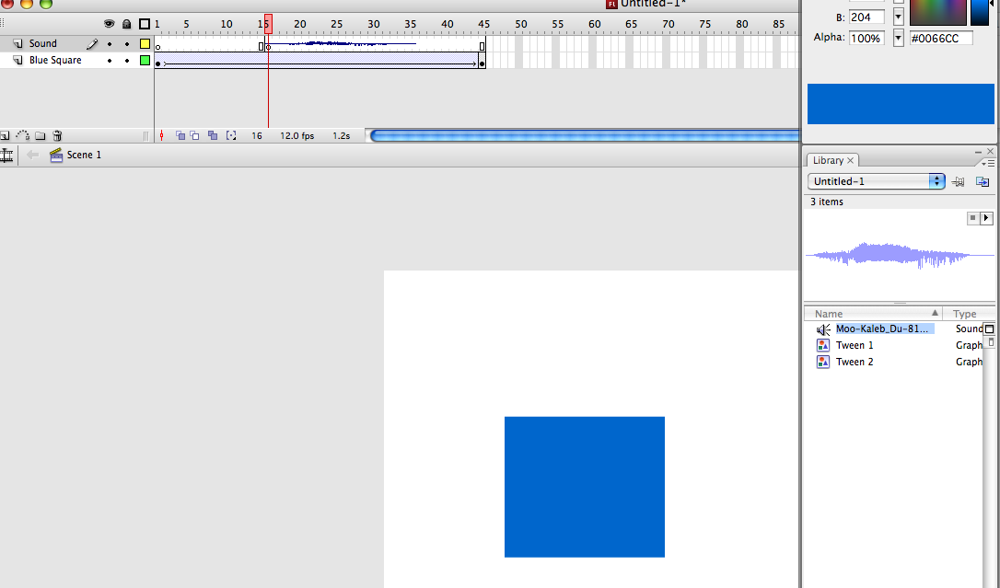 FL Untitled-1*
1 5 10 15 20 25 30 35 40 45 50 55 60 65 70 75 80 85
Sound
Blue Square
16 12.0 fps 1.2s
Scene 1
B: 204
Alpha: 100% #0066CC
Library
Untitled-1
3 items
Name Type
Moo-Kaleb_Du-81... Sound
Tween 1 Graph
Tween 2 Graph